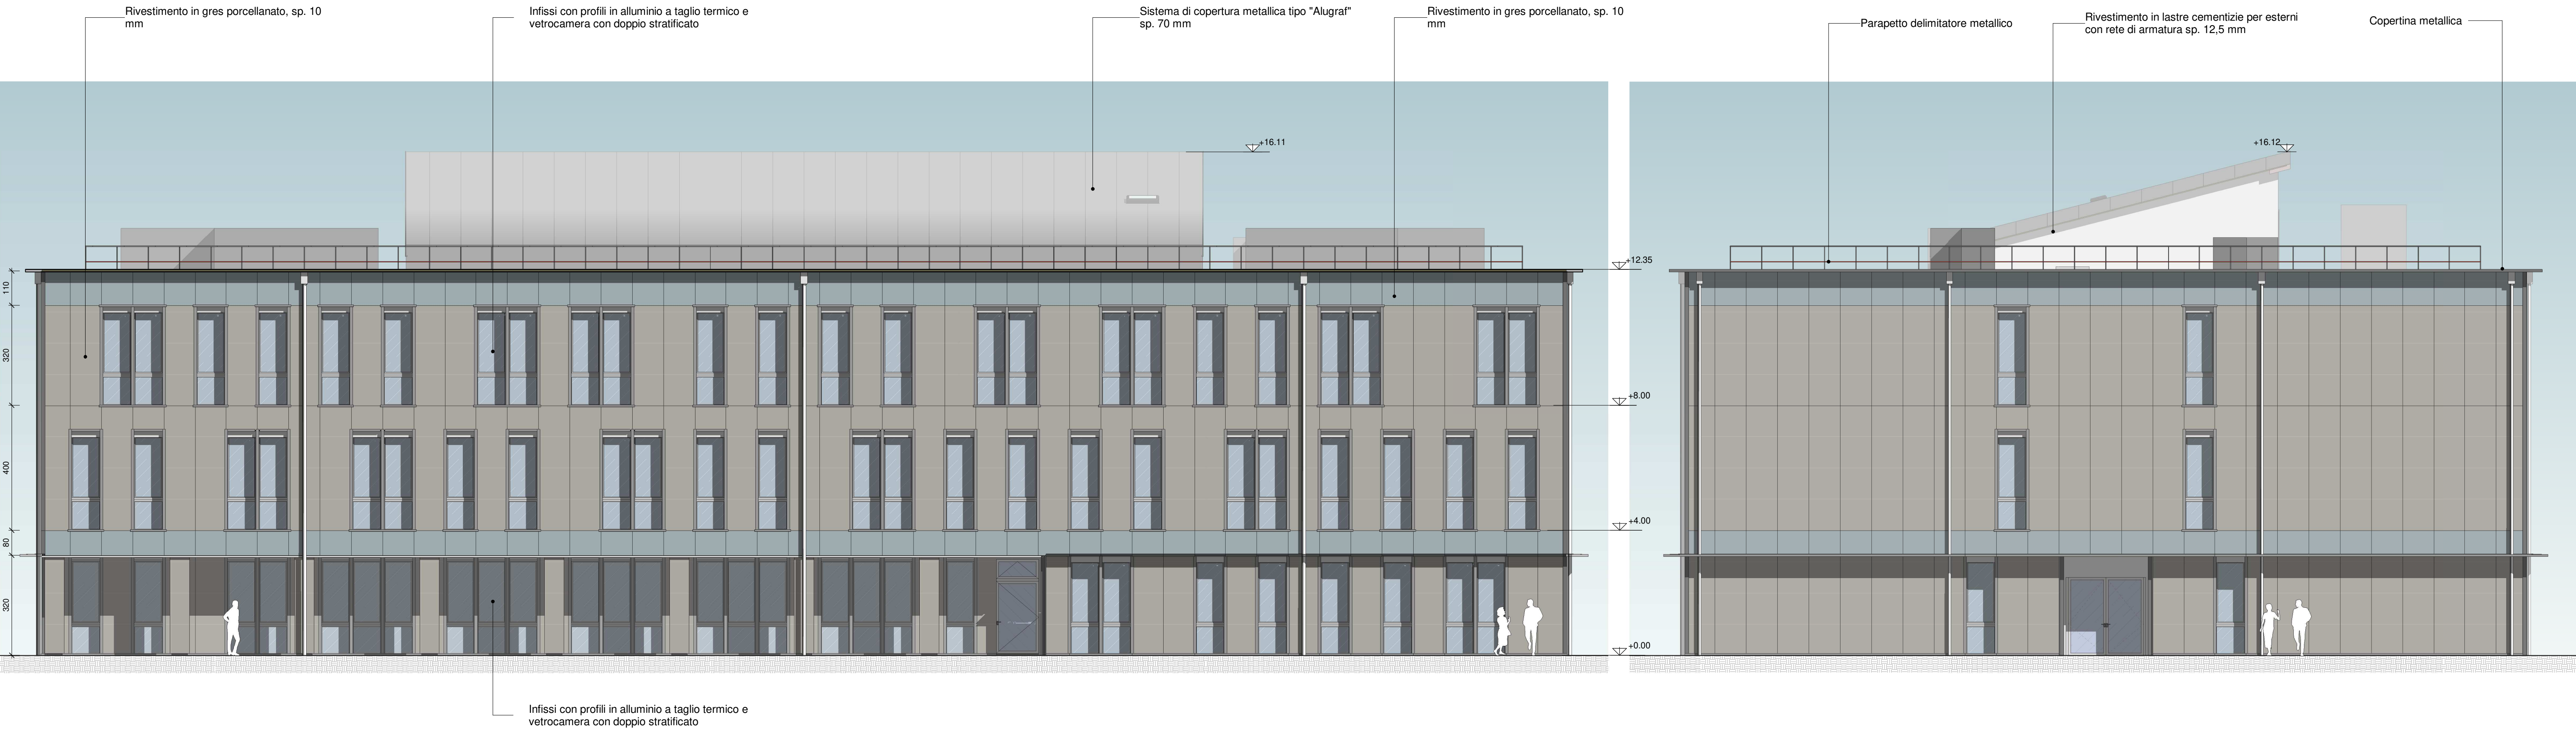 Rivestimento in gres porcellanato, sp. 10
mm
Infissi con profili in alluminio a taglio termico e
vetrocamera con doppio stratificato
Sistema di copertura metallica tipo "Alugraf"
sp. 70 mm
Rivestimento in gres porcellanato, sp. 10
mm
Parapetto delimitatore metallico
Rivestimento in lastre cementizie per esterni
con rete di armatura sp. 12,5 mm
Copertina metallica
+16.11
+16.12
+12.35
+8.00
+4.00
+0.00
110
320
400
80
320
Infissi con profili in alluminio a taglio termico e
vetrocamera con doppio stratificato